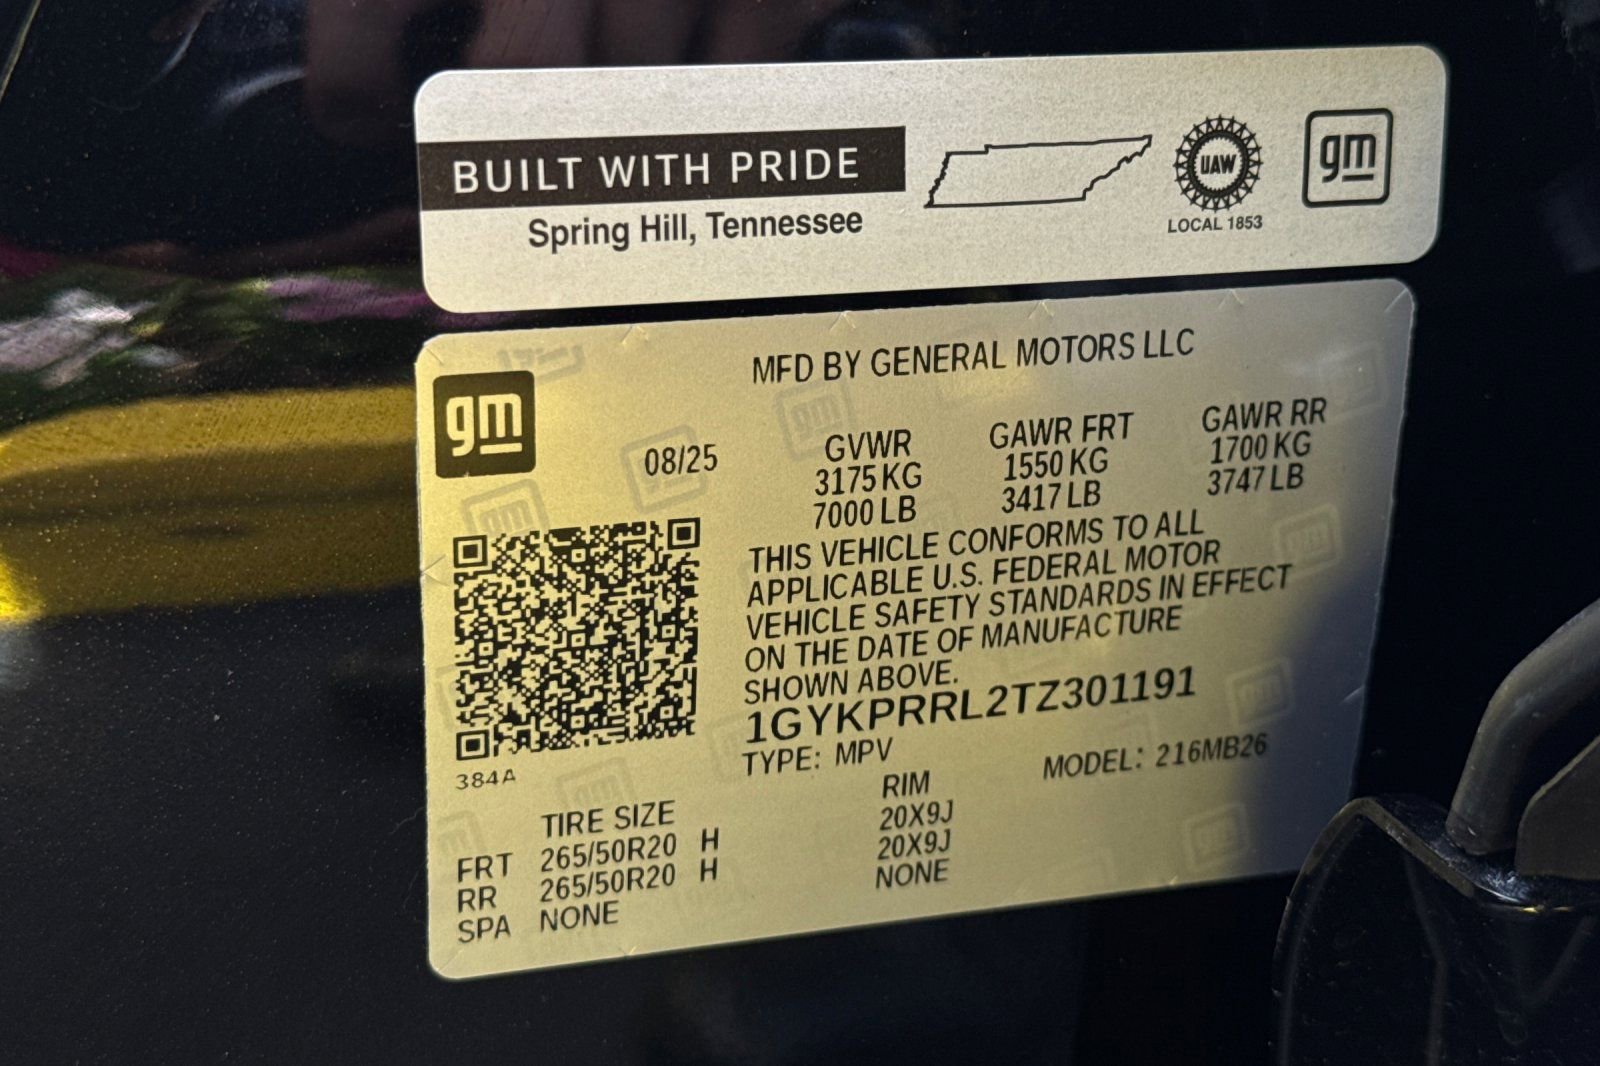 BUILT WITH PRIDE
Spring Hill, Tennessee
UAW
LOCAL 1853
gm
MFD BY GENERAL MOTORS LLC
gm
08/25
GVWR
3175 KG
7000 LB
GAWR FRT
1550 KG
3417 LB
GAWR RR
1700 KG
3747 LB
THIS VEHICLE CONFORMS TO ALL
APPLICABLE U.S. FEDERAL MOTOR
VEHICLE SAFETY STANDARDS IN EFFECT
ON THE DATE OF MANUFACTURE
SHOWN ABOVE.
1GYKPRRL2TZ301191
TYPE: MPV MODEL: 216MB26
384A
TIRE SIZE RIM
FRT 265/50R20 H 20X9J
RR 265/50R20 H 20X9J
SPA NONE NONE